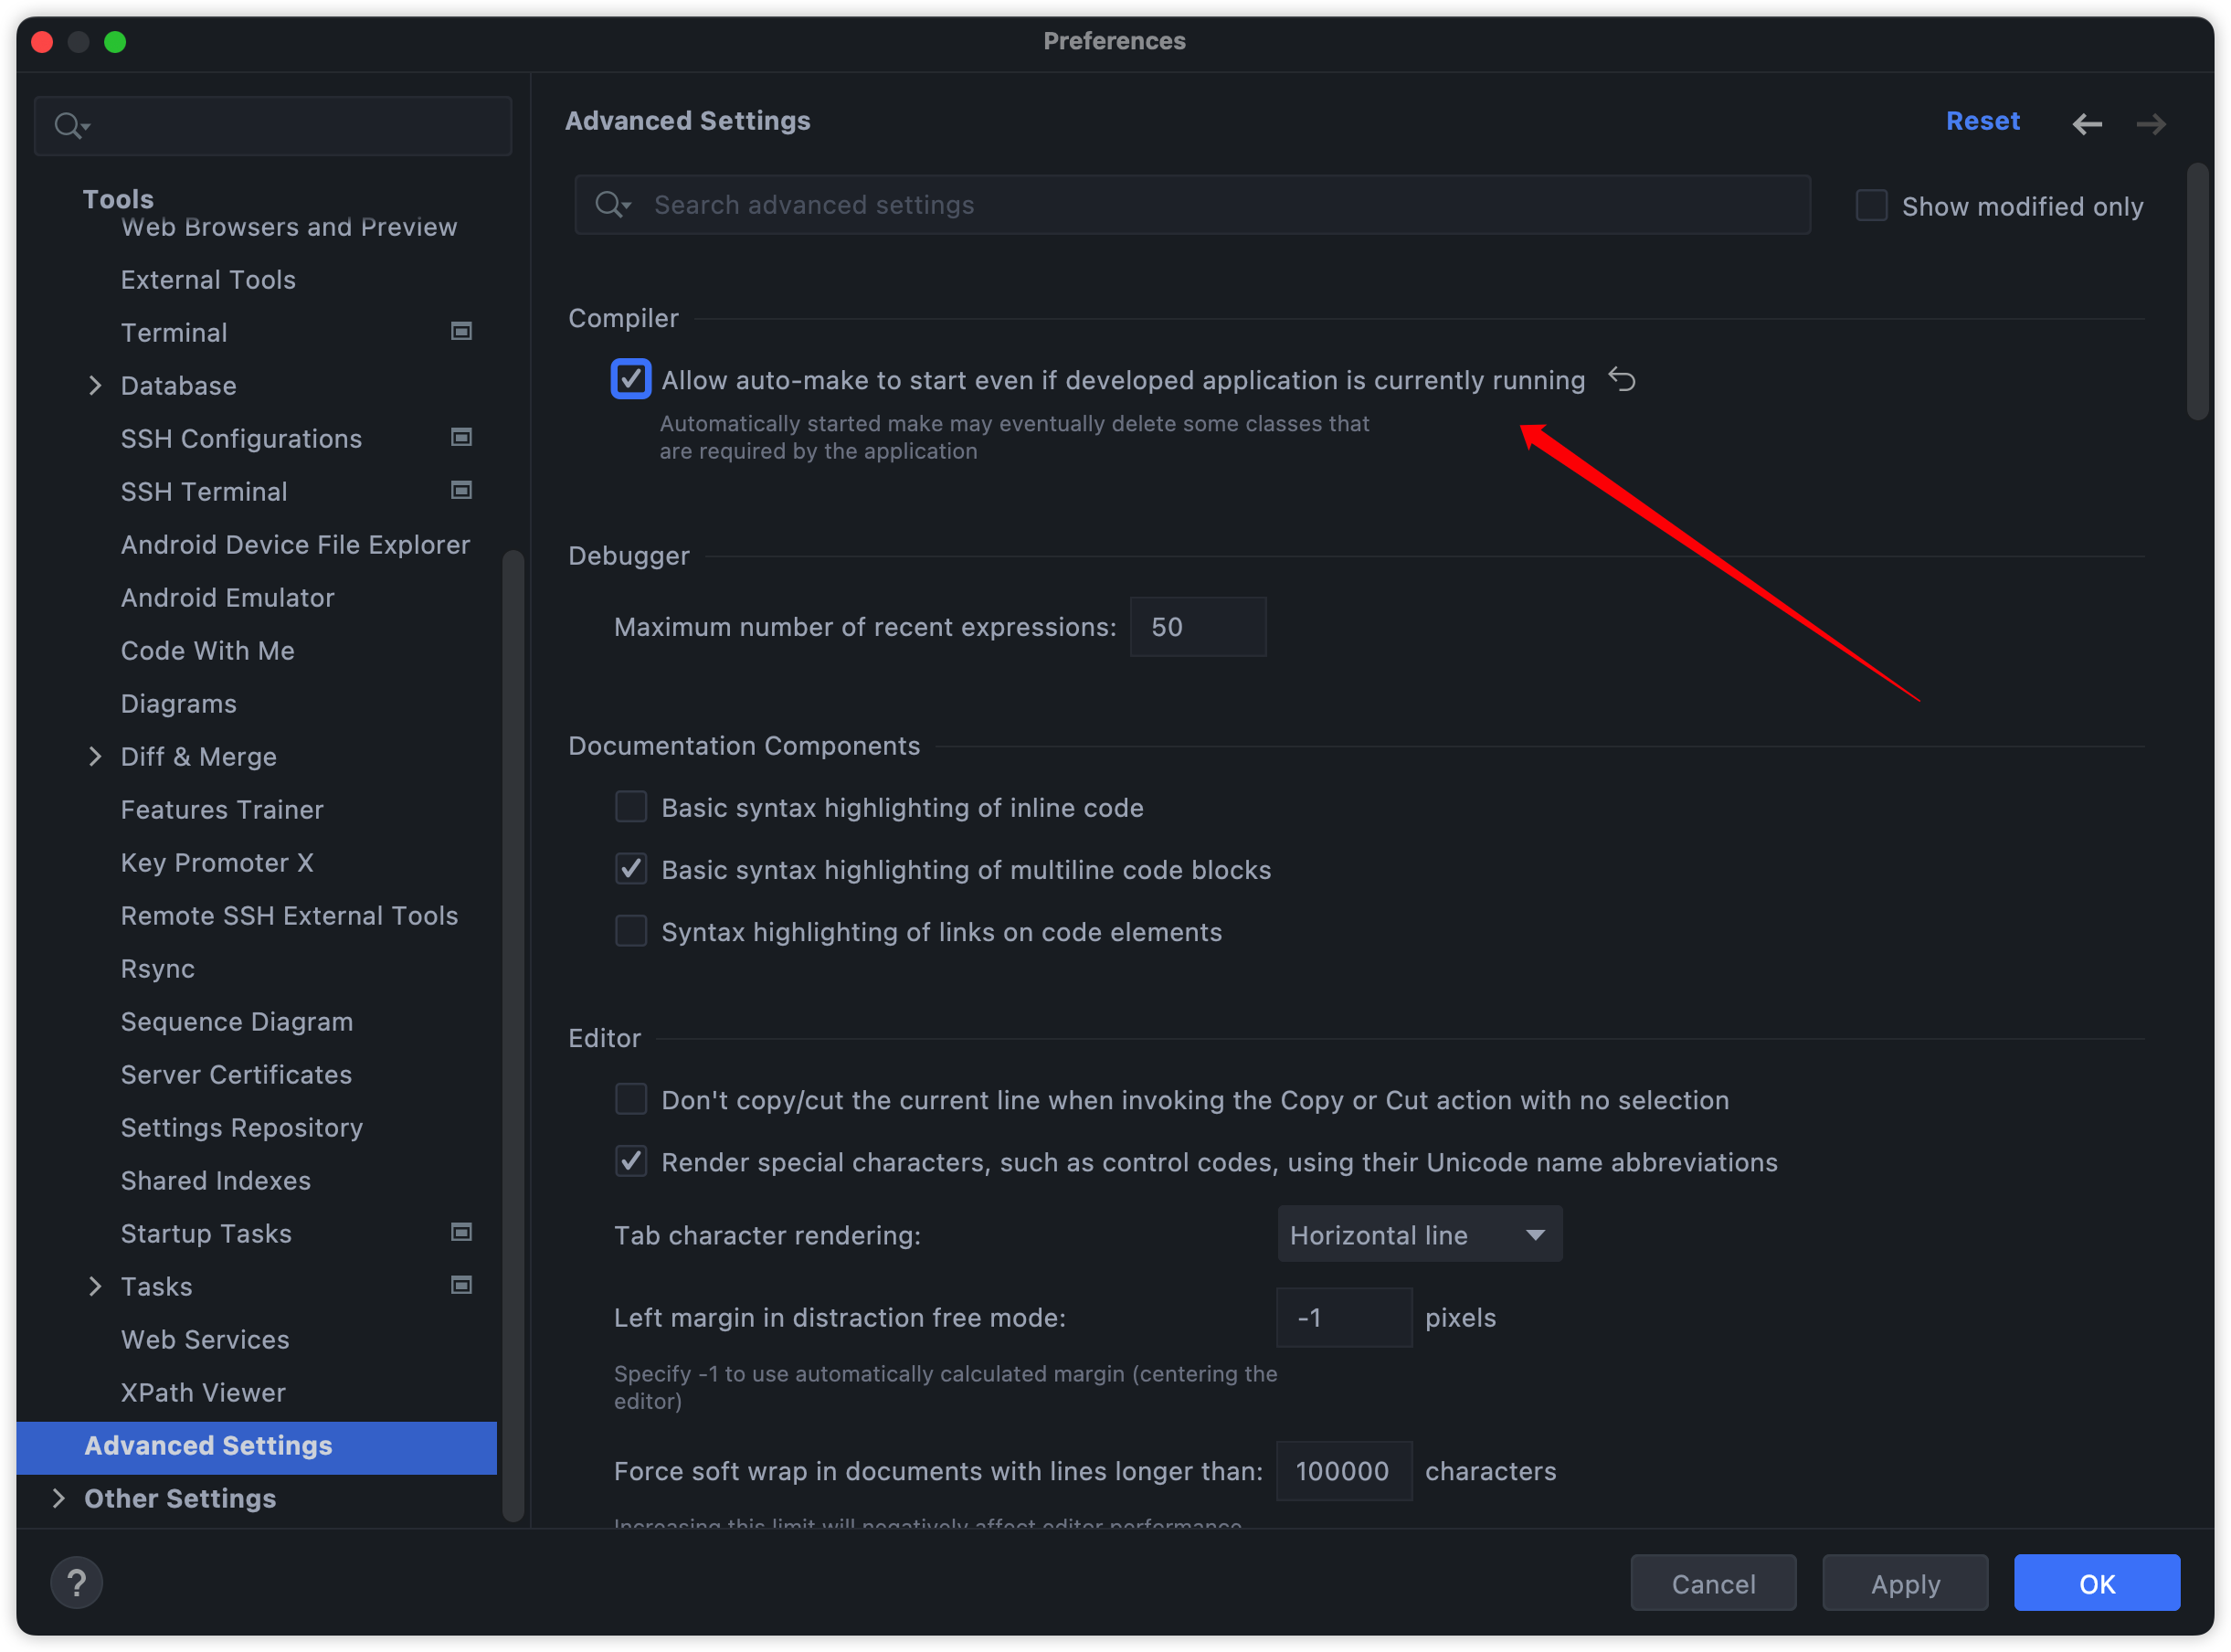 Preferences
Tools
Web Browsers and Preview
External Tools
Terminal
Database
SSH Configurations
SSH Terminal
Android Device File Explorer
Android Emulator
Code With Me
Diagrams
Diff & Merge
Features Trainer
Key Promoter X
Remote SSH External Tools
Rsync
Sequence Diagram
Server Certificates
Settings Repository
Shared Indexes
Startup Tasks
Tasks
Web Services
XPath Viewer
Advanced Settings
Other Settings
Advanced Settings
Reset
Search advanced settings
Show modified only
Compiler
Allow auto-make to start even if developed application is currently running
Automatically started make may eventually delete some classes that
are required by the application
Debugger
Maximum number of recent expressions: 50
Documentation Components
Basic syntax highlighting of inline code
Basic syntax highlighting of multiline code blocks
Syntax highlighting of links on code elements
Editor
Don't copy/cut the current line when invoking the Copy or Cut action with no selection
Render special characters, such as control codes, using their Unicode name abbreviations
Tab character rendering: Horizontal line
Left margin in distraction free mode: -1 pixels
Specify -1 to use automatically calculated margin (centering the
editor)
Force soft wrap in documents with lines longer than: 100000 characters
Increasing this limit will negatively affect editor performance
?
Cancel
Apply
OK